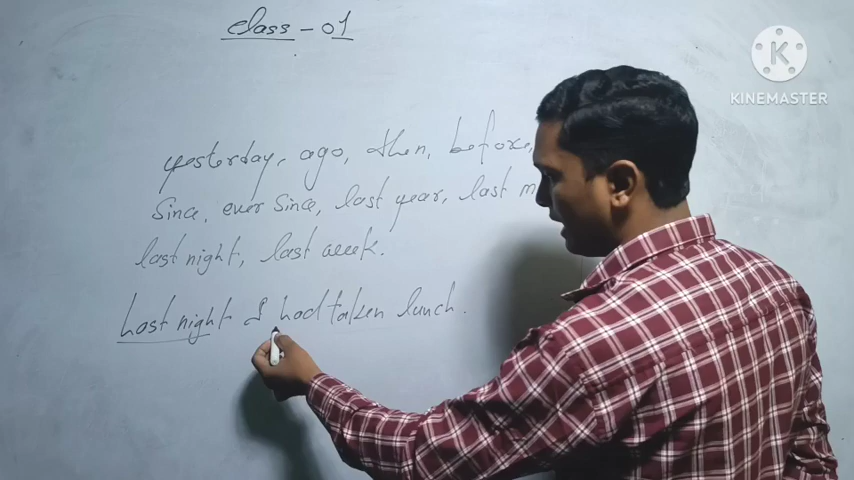 class - 01
KINEMASTER
yesterday, ago, then, before,
Since, ever since, last year, last m
last night, last week.
Last night I had taken lunch.